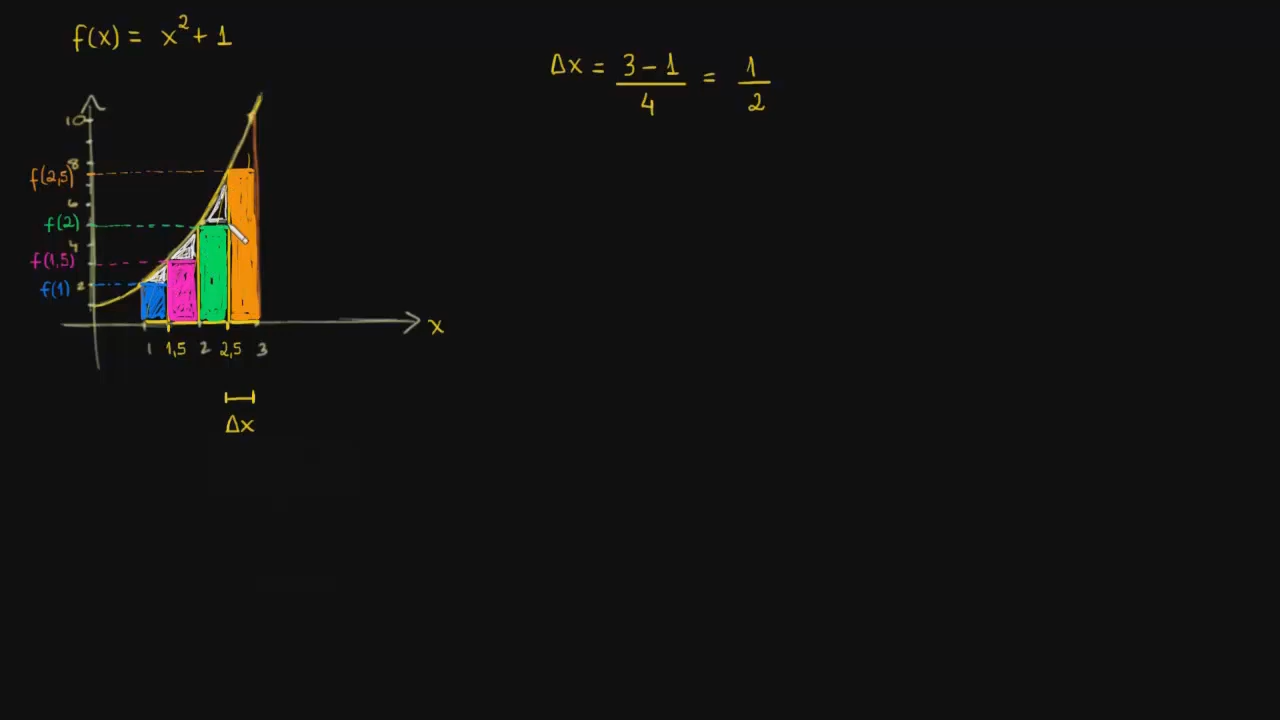 f(x) = x² + 1
Δx = 3 - 1 / 4 = 1 / 2
10
8
f(2,5)
6
f(2)
4
f(1,5)
2
f(1)
x
1 1,5 2 2,5 3
Δx